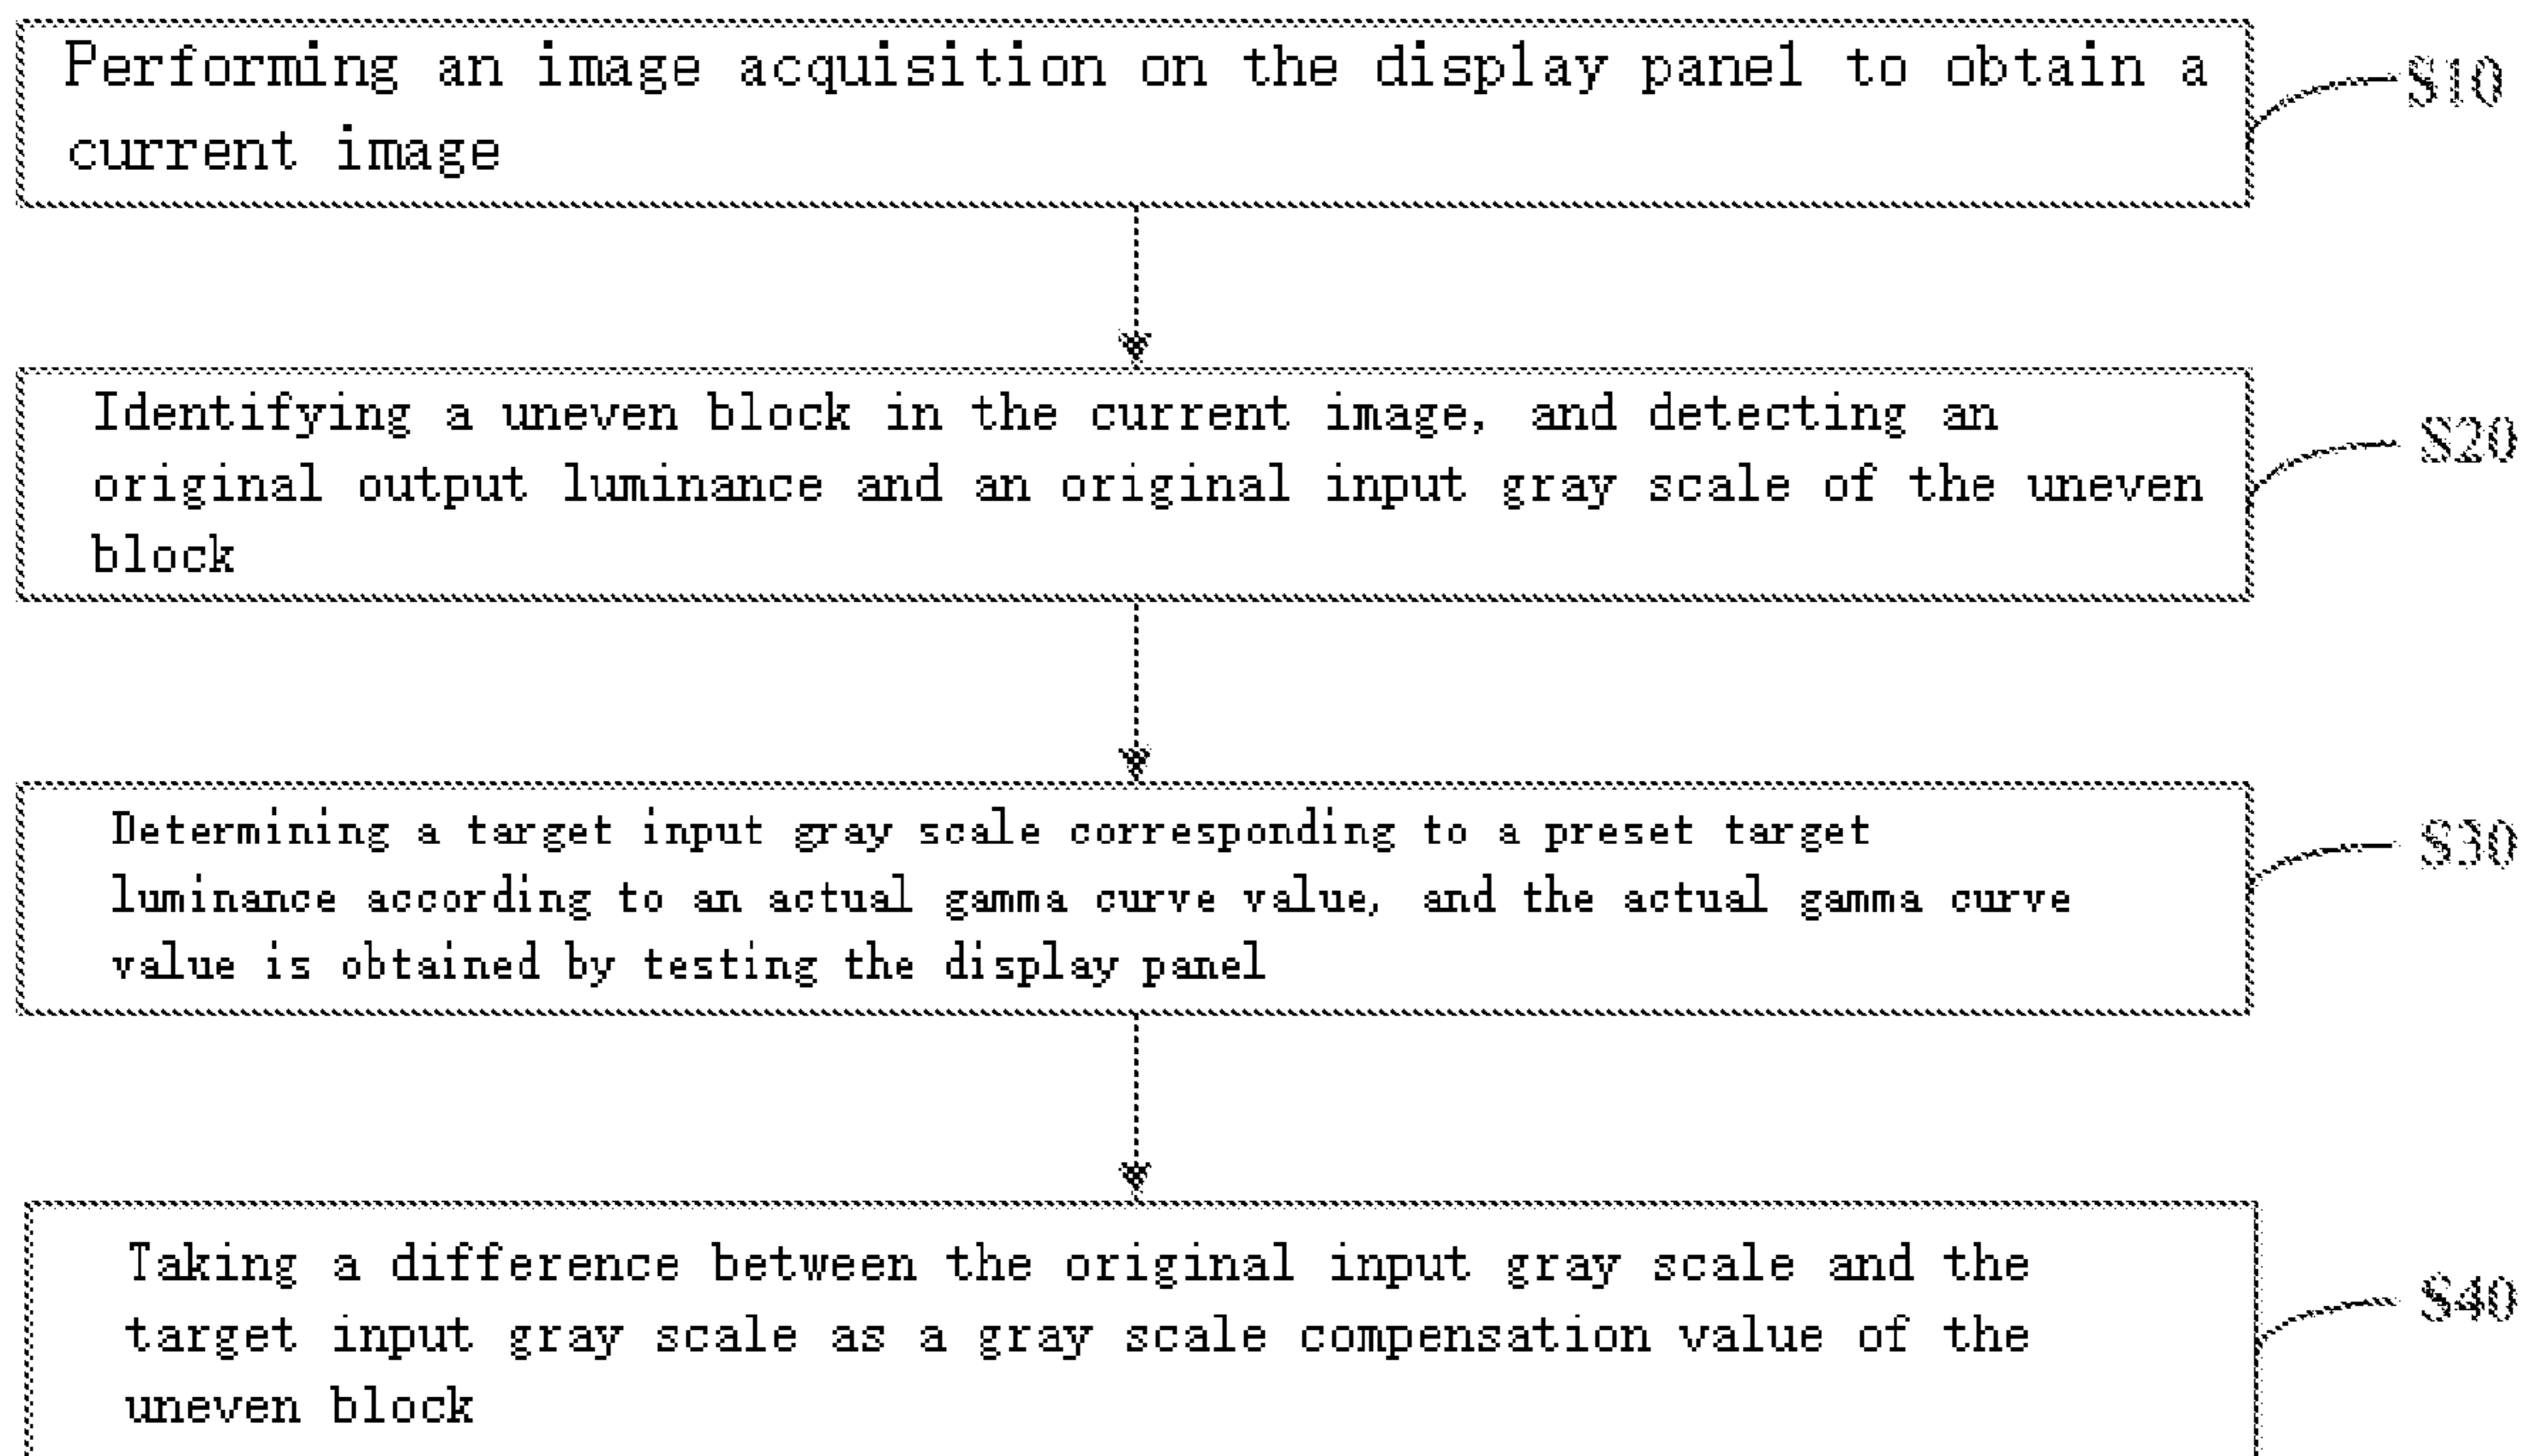 Performing an image acquisition on the display panel to obtain a
current image
S10
Identifying a uneven block in the current image, and detecting an
original output luminance and an original input gray scale of the uneven
block
S20
Determining a target input gray scale corresponding to a preset target
luminance according to an actual gamma curve value, and the actual gamma curve
value is obtained by testing the display panel
S30
Taking a difference between the original input gray scale and the
target input gray scale as a gray scale compensation value of the
uneven block
S40